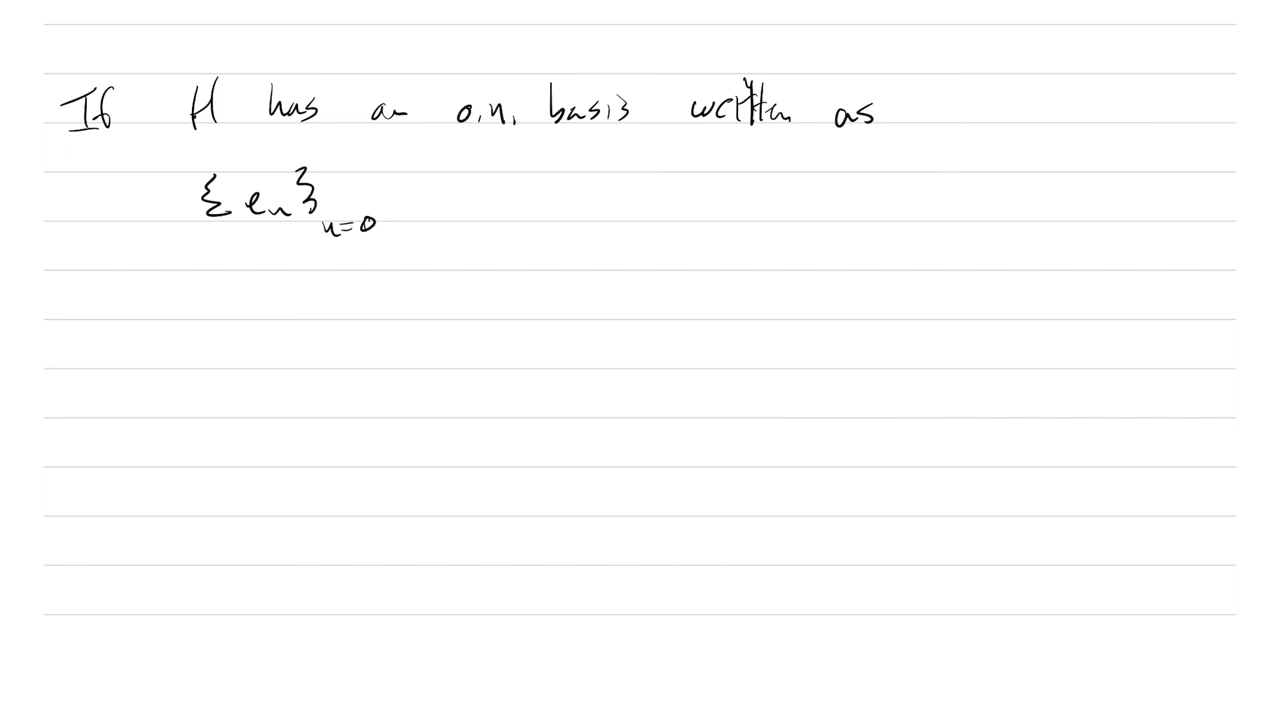 If H has an o.n. basis written as
{en}n=0